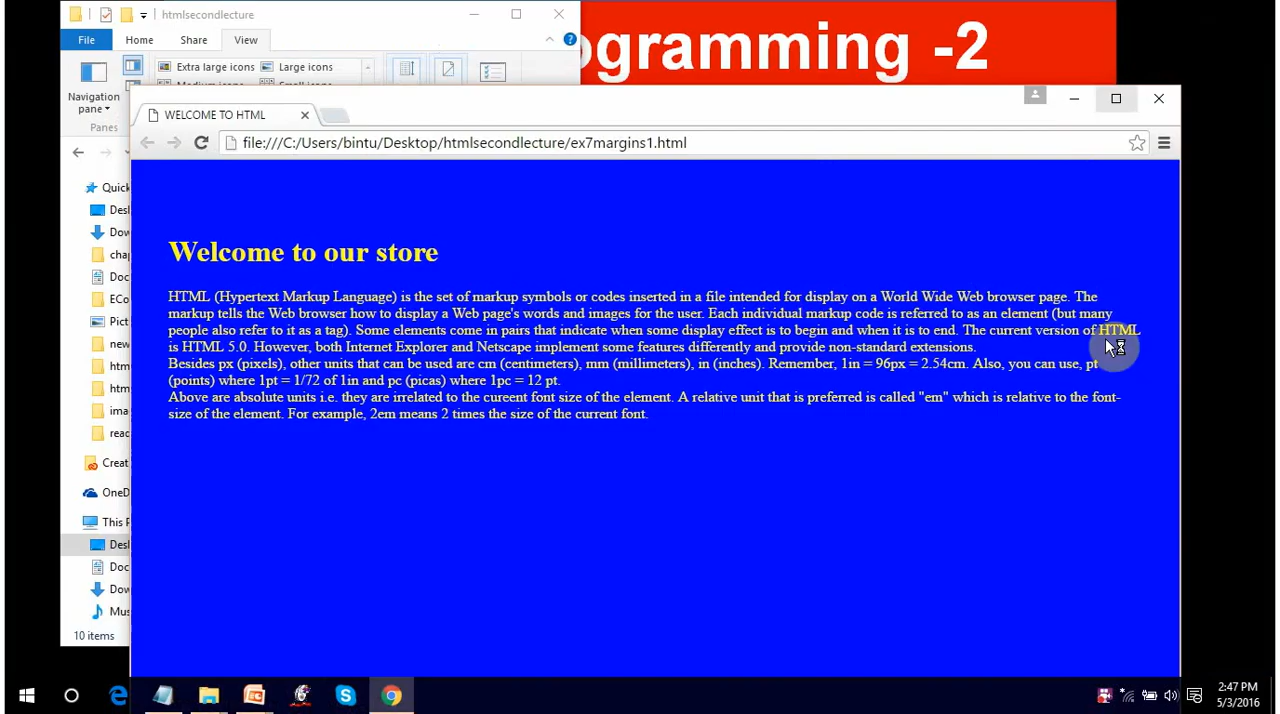 htmlsecondlecture
File Home Share View
Extra large icons Large icons
Navigation
pane
Panes
ogramming -2
WELCOME TO HTML
file:///C:/Users/bintu/Desktop/htmlsecondlecture/ex7margins1.html
Quick
Desl
Dow
cha
Doc
ECo
Pict
new
htm
htm
ima
read
Creat
OneD
This P
Desl
Doc
Dow
Mus
10 items
Welcome to our store
HTML (Hypertext Markup Language) is the set of markup symbols or codes inserted in a file intended for display on a World Wide Web browser page. The
markup tells the Web browser how to display a Web page's words and images for the user. Each individual markup code is referred to as an element (but many
people also refer to it as a tag). Some elements come in pairs that indicate when some display effect is to begin and when it is to end. The current version of HTML
is HTML 5.0. However, both Internet Explorer and Netscape implement some features differently and provide non-standard extensions.
Besides px (pixels), other units that can be used are cm (centimeters), mm (millimeters), in (inches). Remember, 1in = 96px = 2.54cm. Also, you can use, pt
(points) where 1pt = 1/72 of 1in and pc (picas) where 1pc = 12 pt.
Above are absolute units i.e. they are irrelated to the cureent font size of the element. A relative unit that is preferred is called "em" which is relative to the font-
size of the element. For example, 2em means 2 times the size of the current font.
2:47 PM
5/3/2016